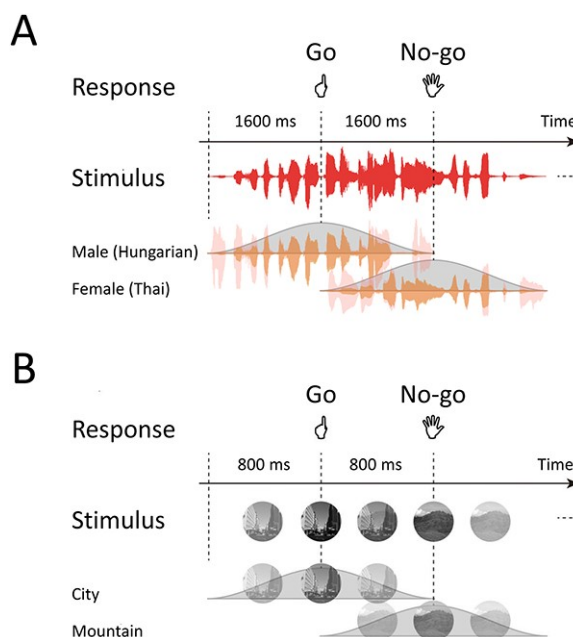 A
Go No-go
Response
1600 ms 1600 ms Time
Stimulus
Male (Hungarian)
Female (Thai)
B
Go No-go
Response
800 ms 800 ms Time
Stimulus
City
Mountain